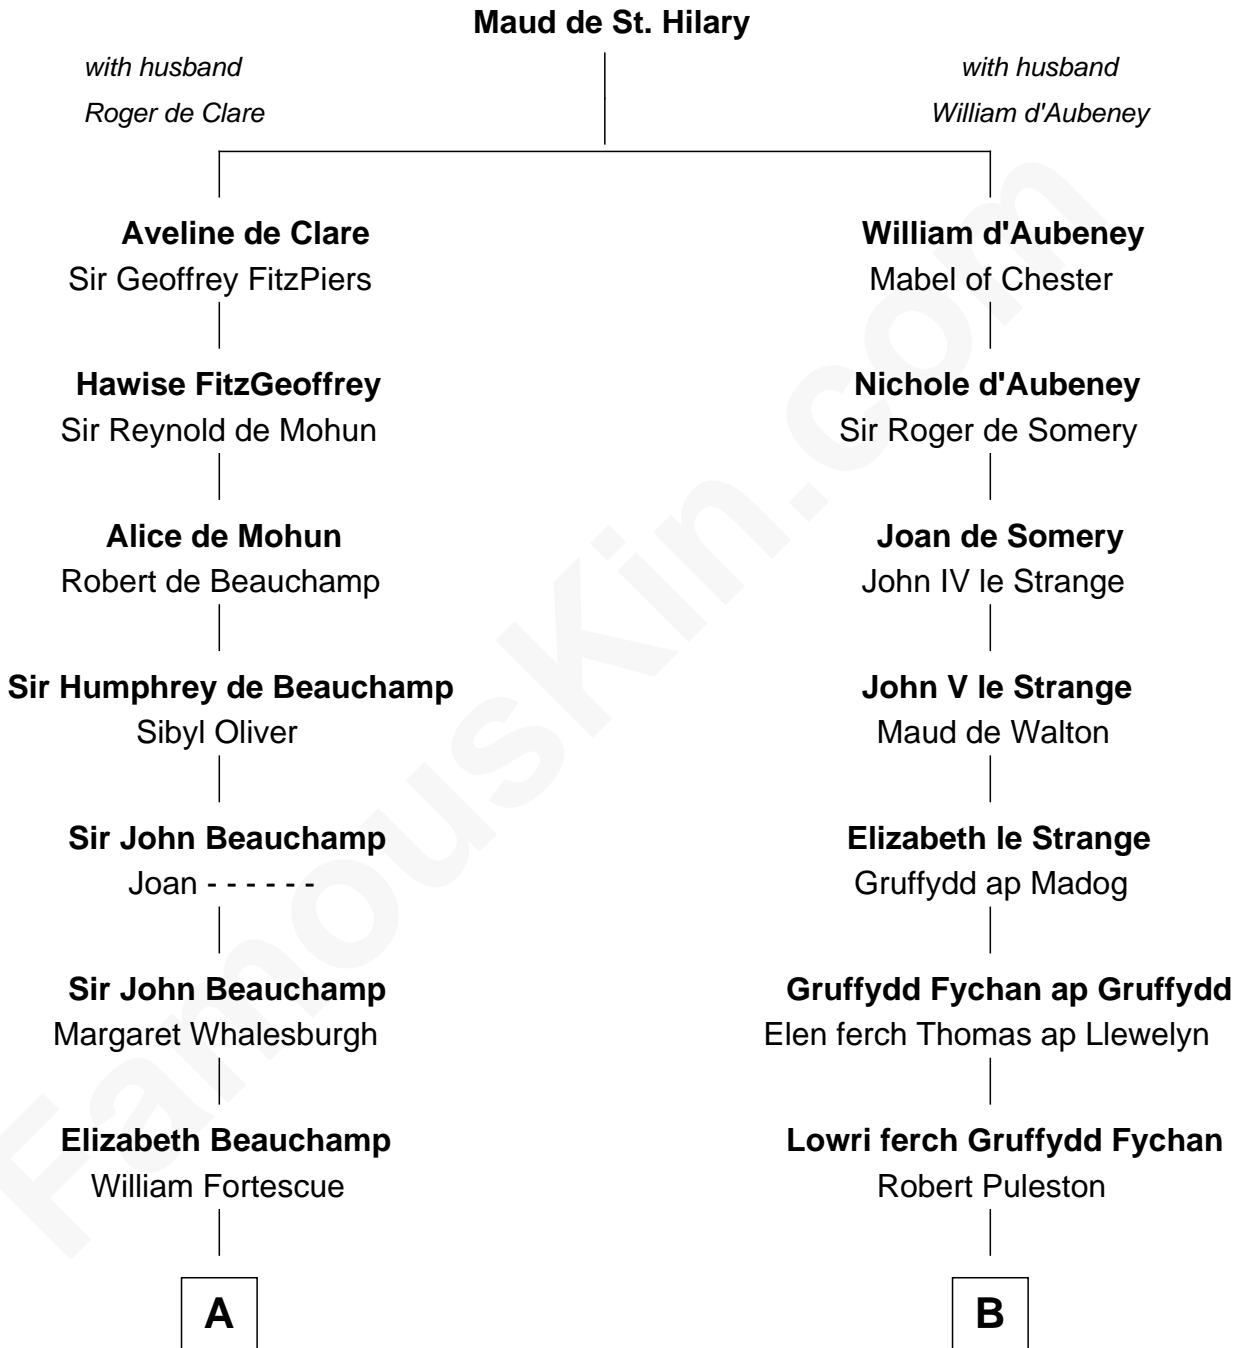 Maud de St. Hilary
with husband
Roger de Clare
with husband
William d'Aubeney
Aveline de Clare
Sir Geoffrey FitzPiers
Hawise FitzGeoffrey
Sir Reynold de Mohun
Alice de Mohun
Robert de Beauchamp
Sir Humphrey de Beauchamp
Sibyl Oliver
Sir John Beauchamp
Joan - - - - - -
Sir John Beauchamp
Margaret Whalesburgh
Elizabeth Beauchamp
William Fortescue
A
William d'Aubeney
Mabel of Chester
Nichole d'Aubeney
Sir Roger de Somery
Joan de Somery
John IV le Strange
John V le Strange
Maud de Walton
Elizabeth le Strange
Gruffydd ap Madog
Gruffydd Fychan ap Gruffydd
Elen ferch Thomas ap Llewelyn
Lowri ferch Gruffydd Fychan
Robert Puleston
B
FamousKin.com